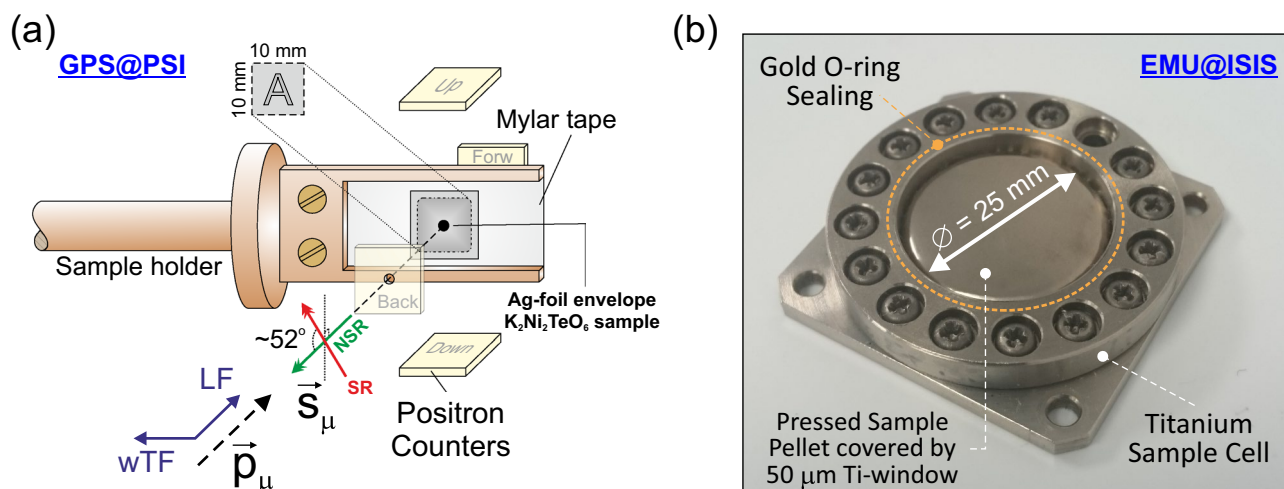 (a)
GPS@PSI
10 mm
10 mm
A
Up
Mylar tape
Forw
Sample holder
Back
Ag-foil envelope
K₂Ni₂TeO₆ sample
~52°
NSR
SR
Down
LF
wTF
s⃗μ
p⃗μ
Positron
Counters
(b)
EMU@ISIS
Gold O-ring
Sealing
∅ = 25 mm
Pressed Sample
Pellet covered by
50 μm Ti-window
Titanium
Sample Cell